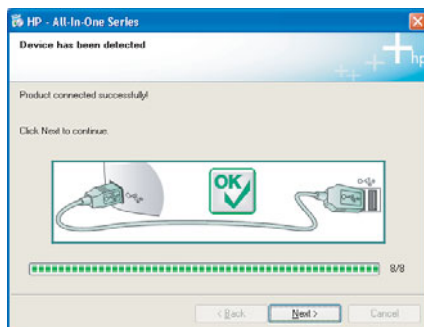 HP - All-In-One Series
Device has been detected
hp
Product connected successfully!
Click Next to continue.
OK
8/8
< Back
Next >
Cancel